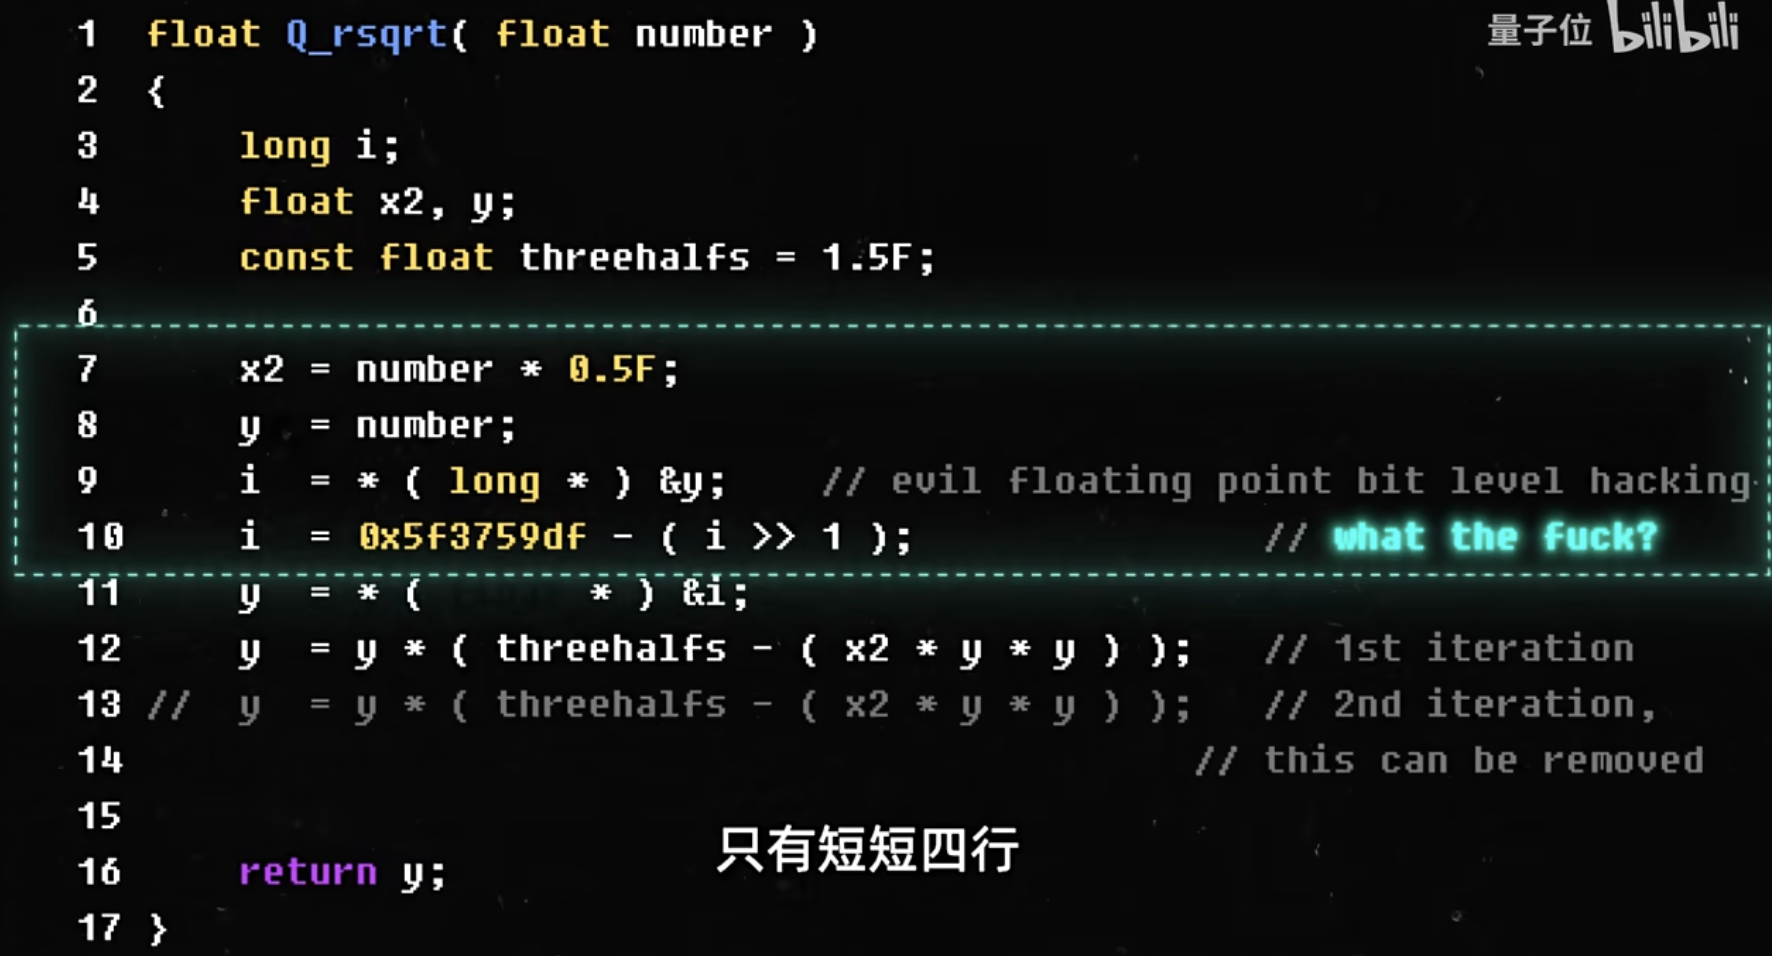 量子位 bilibili
1 float Q_rsqrt( float number )
2 {
3 long i;
4 float x2, y;
5 const float threehalfs = 1.5F;
6
7 x2 = number * 0.5F;
8 y = number;
9 i = * ( long * ) &y; // evil floating point bit level hacking
10 i = 0x5f3759df - ( i >> 1 ); // what the fuck?
11 y = * ( * ) &i;
12 y = y * ( threehalfs - ( x2 * y * y ) ); // 1st iteration
13 // y = y * ( threehalfs - ( x2 * y * y ) ); // 2nd iteration,
14 // this can be removed
15
16 return y;
17 }
只有短短四行